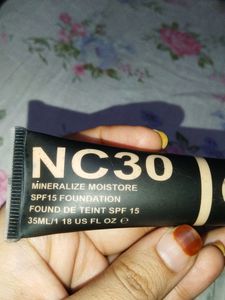 NC30
MINERALIZE MOISTORE
SPF15 FOUNDATION
FOUND DE TEINT SPF 15
35ML/1 18 US FL OZ ℮